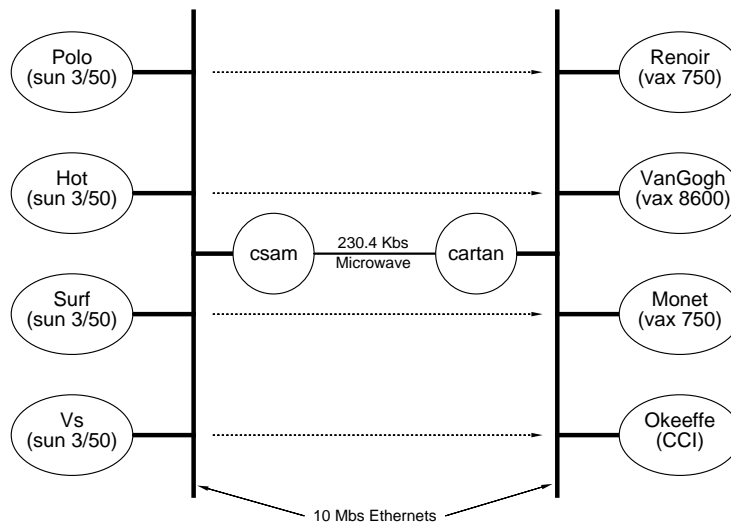 Polo
(sun 3/50)
Renoir
(vax 750)
Hot
(sun 3/50)
VanGogh
(vax 8600)
csam
230.4 Kbs
Microwave
cartan
Surf
(sun 3/50)
Monet
(vax 750)
Vs
(sun 3/50)
Okeeffe
(CCI)
10 Mbs Ethernets